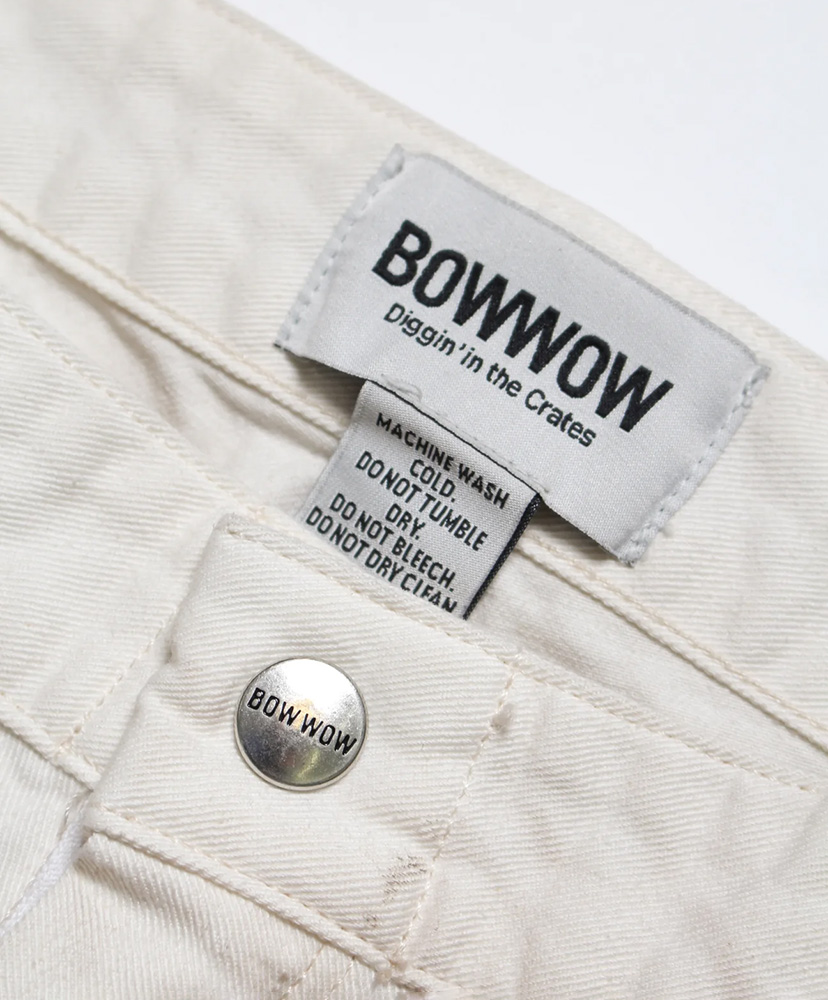 BOWWOW
Diggin' in the Crates
MACHINE WASH
COLD.
DO NOT TUMBLE
DRY.
DO NOT BLEECH.
DO NOT DRY CLEAN
BOWWOW